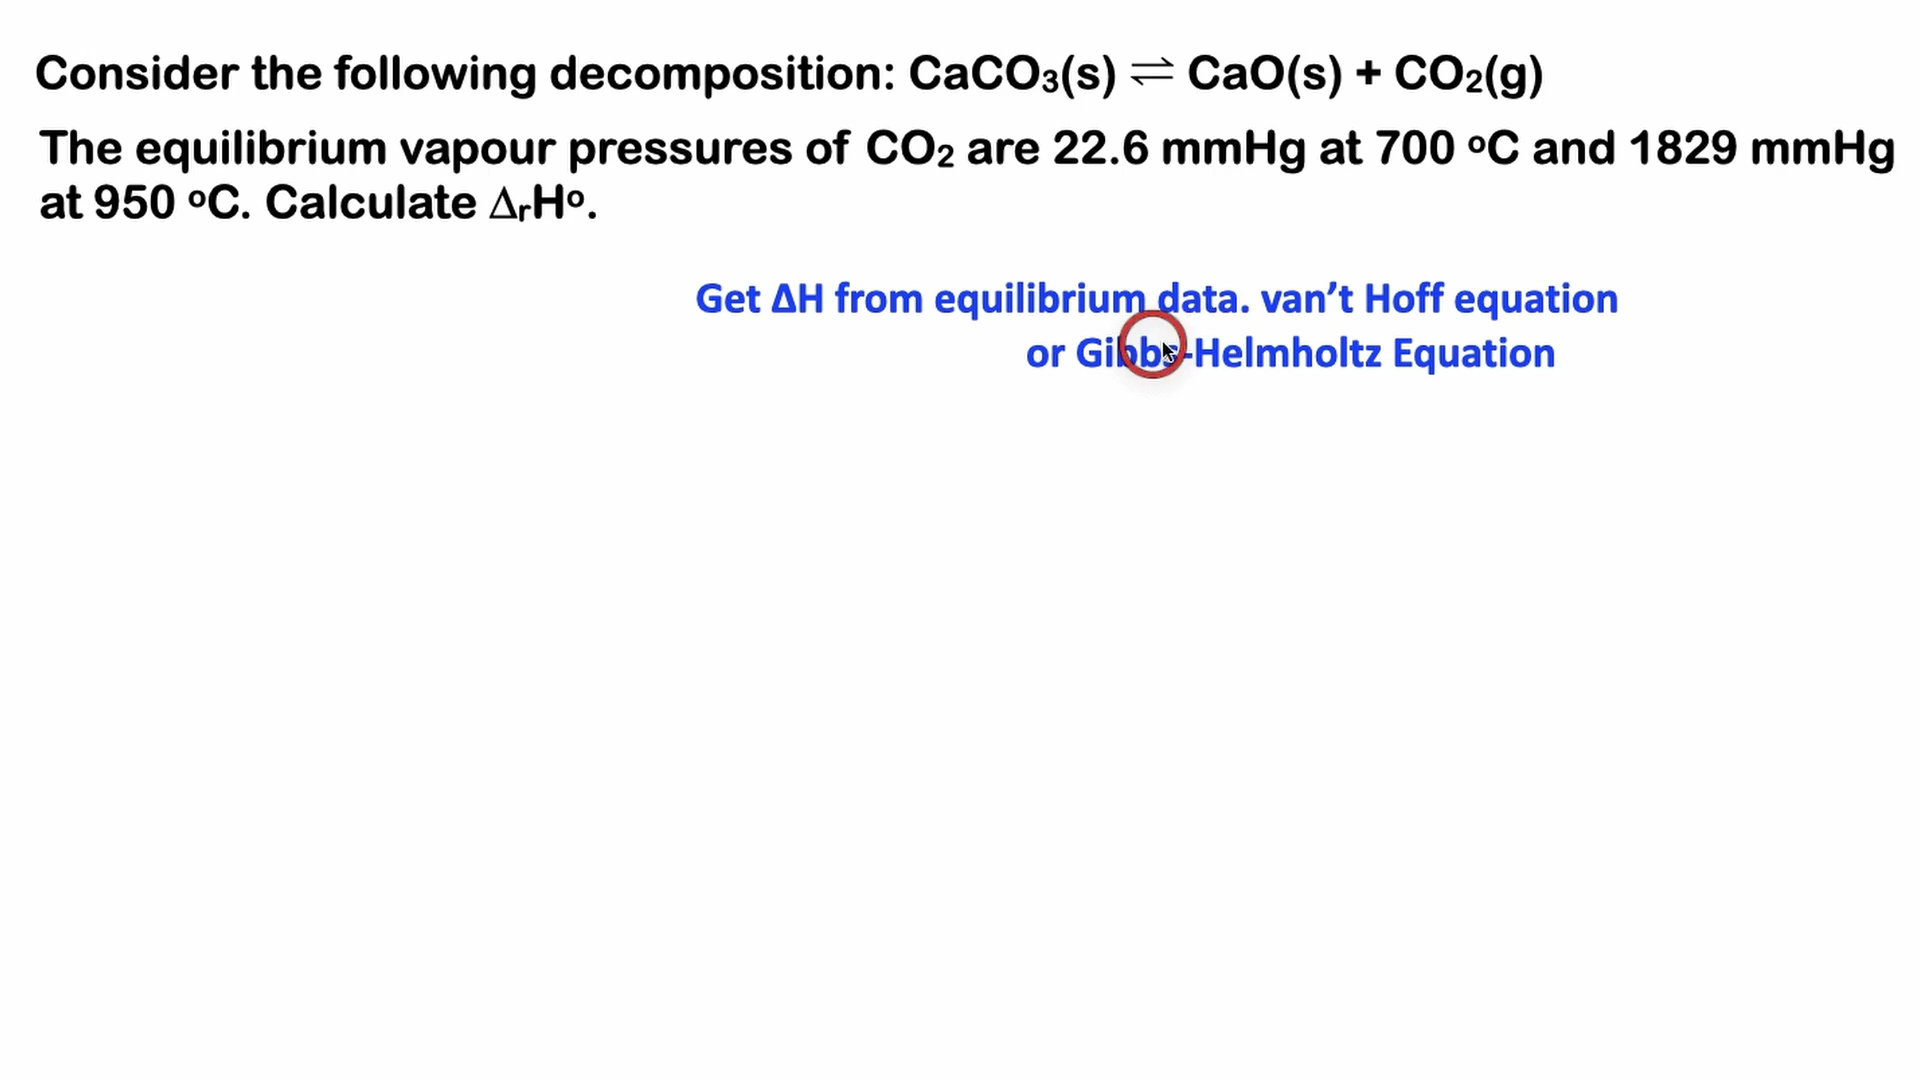 Consider the following decomposition: CaCO₃(s) ⇌ CaO(s) + CO₂(g)
The equilibrium vapour pressures of CO₂ are 22.6 mmHg at 700 ºC and 1829 mmHg
at 950 ºC. Calculate ΔᵣHº.
Get ΔH from equilibrium data. van’t Hoff equation
or Gibbs-Helmholtz Equation